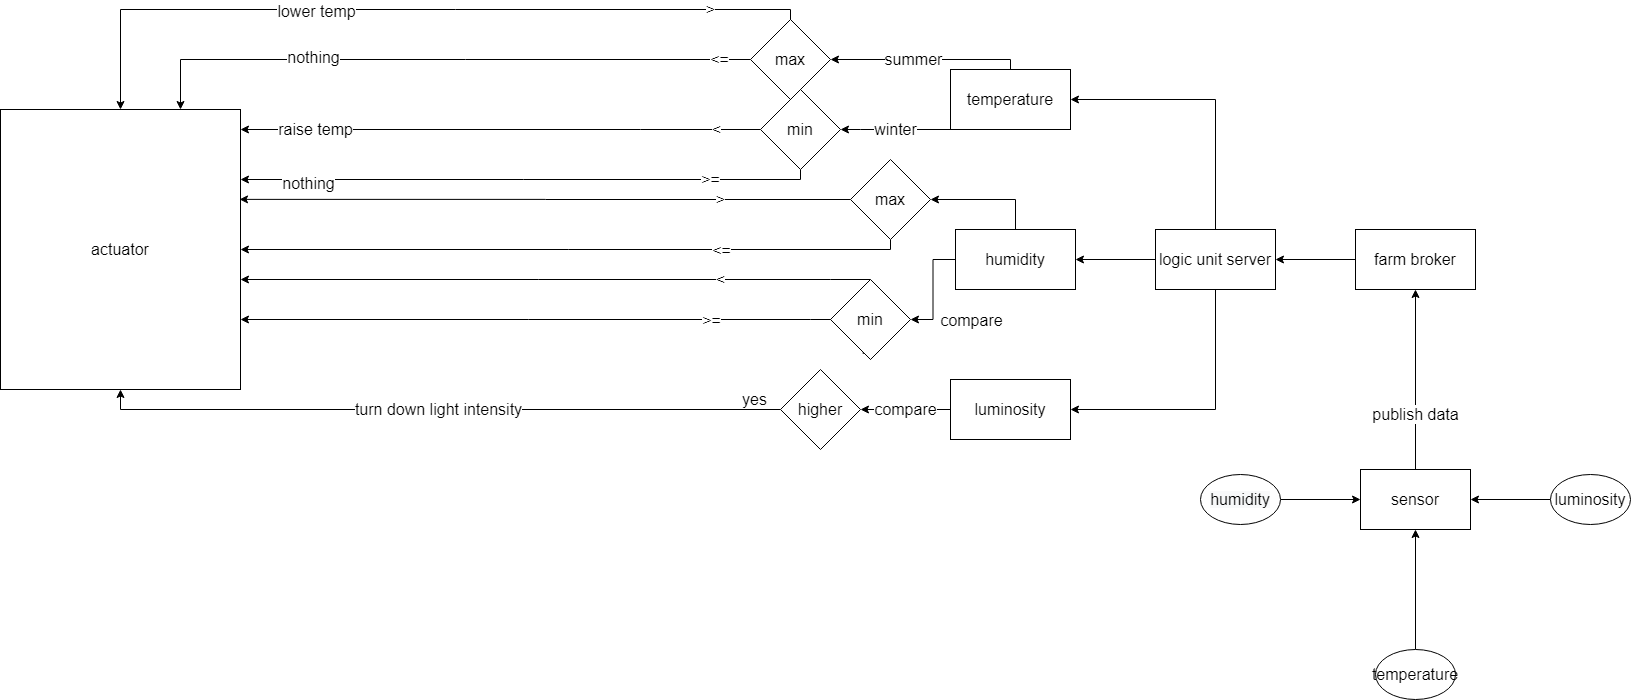 lower temp
>
nothing
<=
max
summer
temperature
raise temp
<
min
winter
nothing
>=
>
max
actuator
<=
humidity
logic unit server
farm broker
<
>=
min
compare
turn down light intensity
yes
higher
compare
luminosity
publish data
humidity
sensor
luminosity
temperature